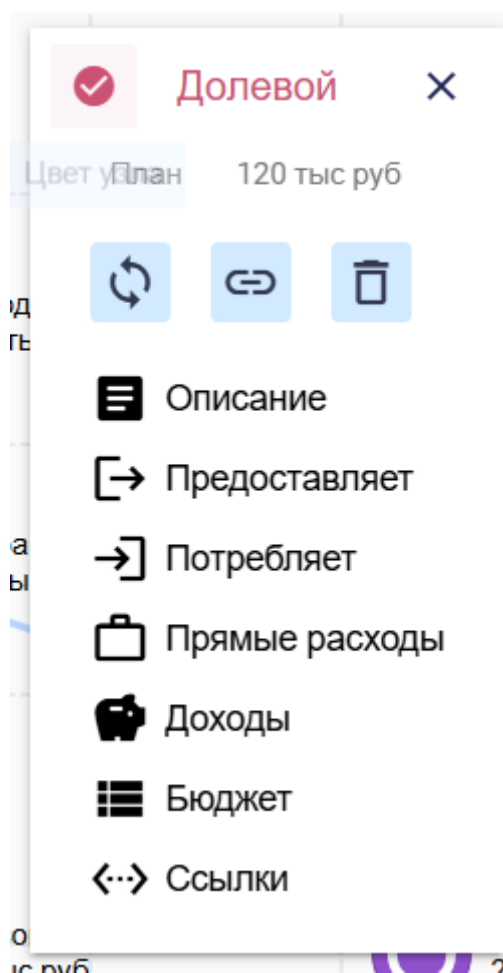 Долевой
Цвет узла
План 120 тыс руб
Описание
Предоставляет
Потребляет
Прямые расходы
Доходы
Бюджет
Ссылки